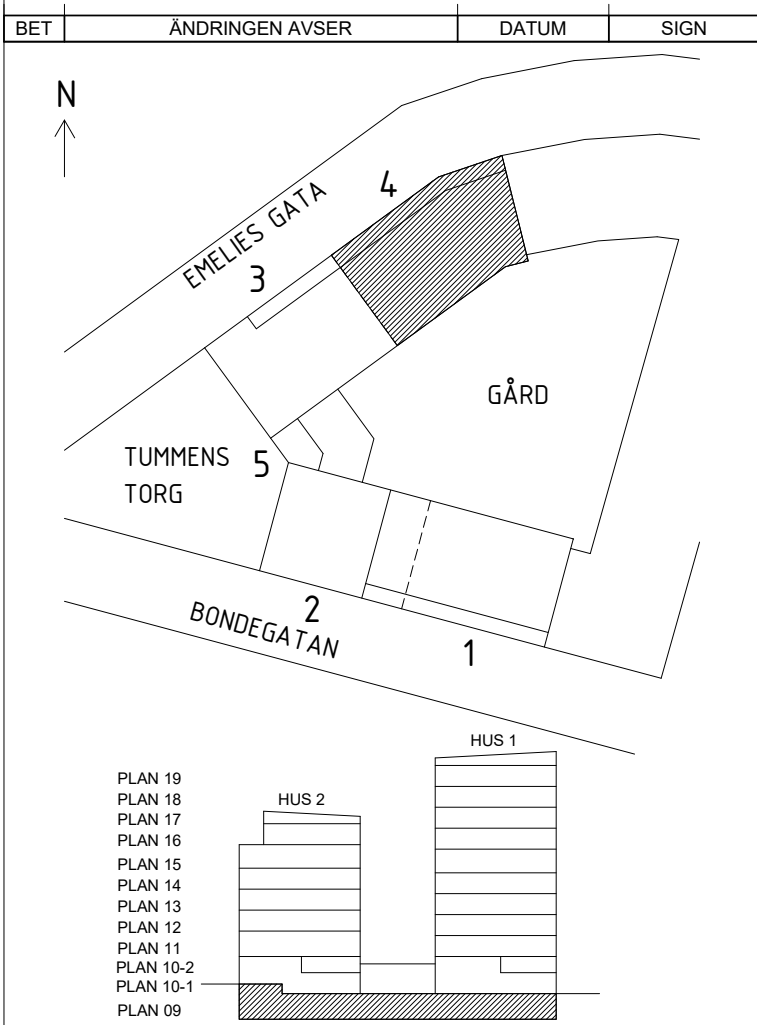 BET ÄNDRINGEN AVSER DATUM SIGN
N
4
EMELIES GATA
3
GÅRD
TUMMENS
TORG
5
2
BONDEGATAN
1
HUS 1
PLAN 19
PLAN 18
HUS 2
PLAN 17
PLAN 16
PLAN 15
PLAN 14
PLAN 13
PLAN 12
PLAN 11
PLAN 10-2
PLAN 10-1
PLAN 09